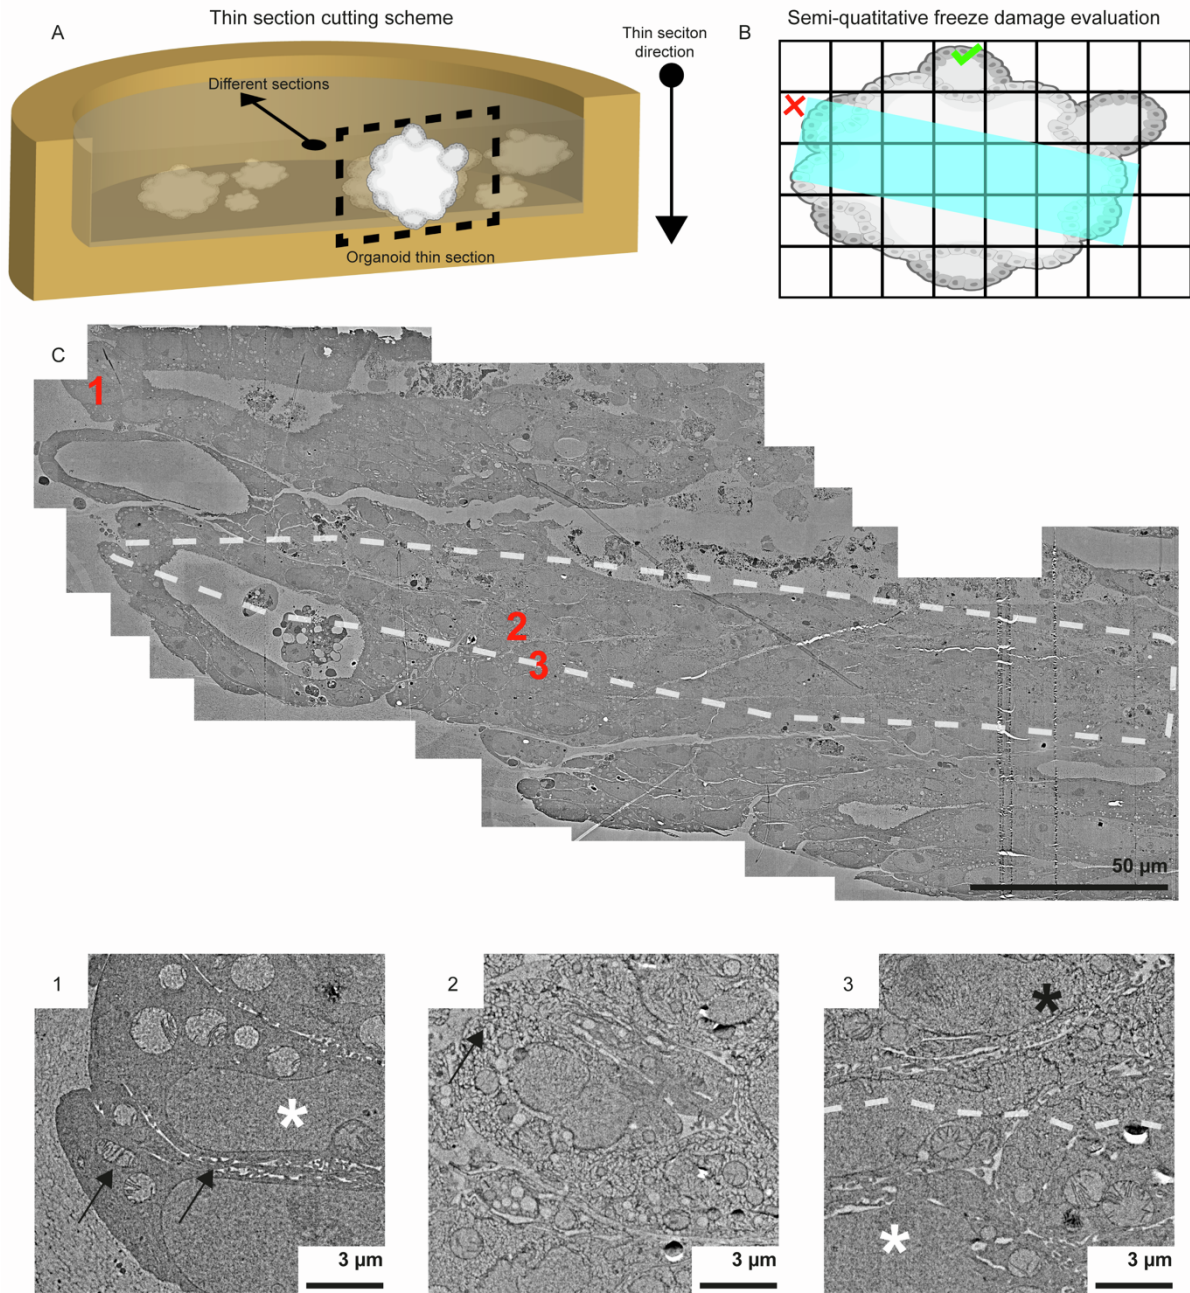 Thin section cutting scheme
A
Different sections
Organoid thin section
Thin seciton
direction
Semi-quatitative freeze damage evaluation
B
C
1
2
3
50 µm
1
*
3 µm
2
3 µm
3
*
*
3 µm